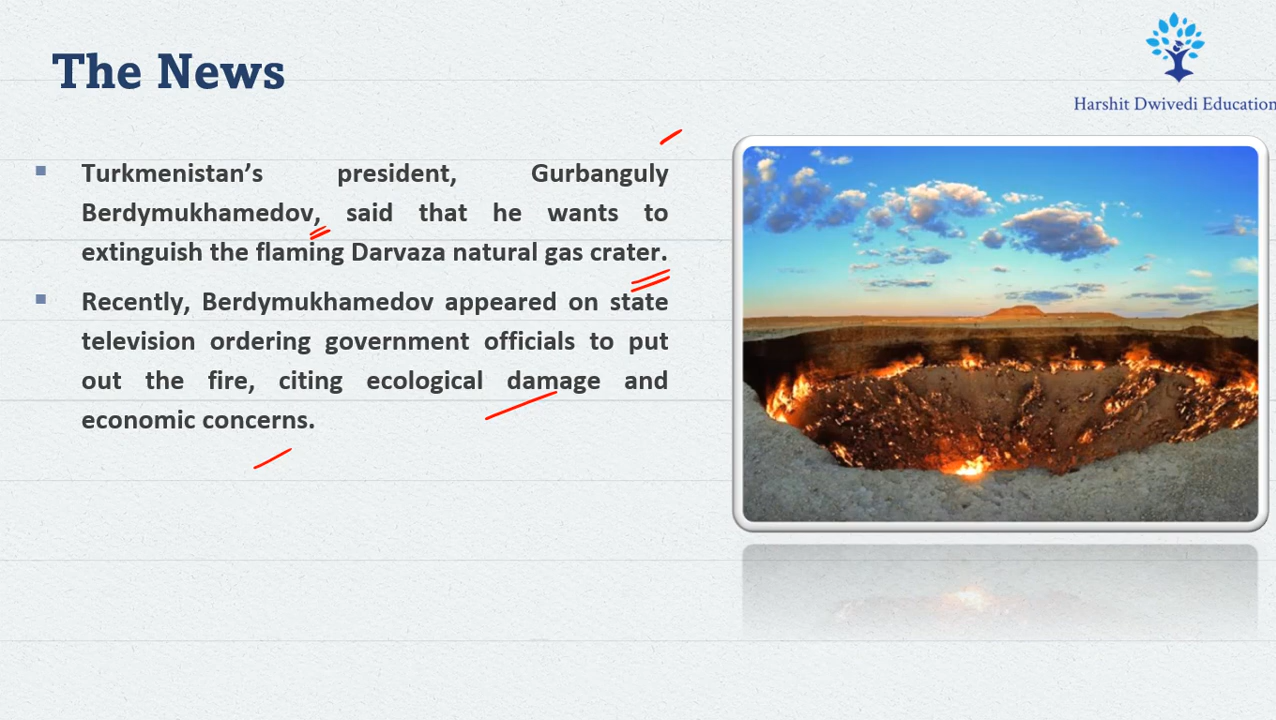 The News
Harshit Dwivedi Education
Turkmenistan’s president, Gurbanguly
Berdymukhamedov, said that he wants to
extinguish the flaming Darvaza natural gas crater.
Recently, Berdymukhamedov appeared on state
television ordering government officials to put
out the fire, citing ecological damage and
economic concerns.